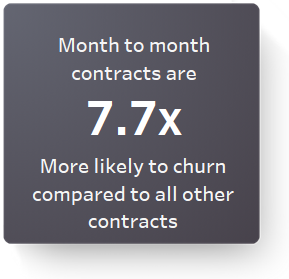 Month to month
contracts are
7.7x
More likely to churn
compared to all other
contracts